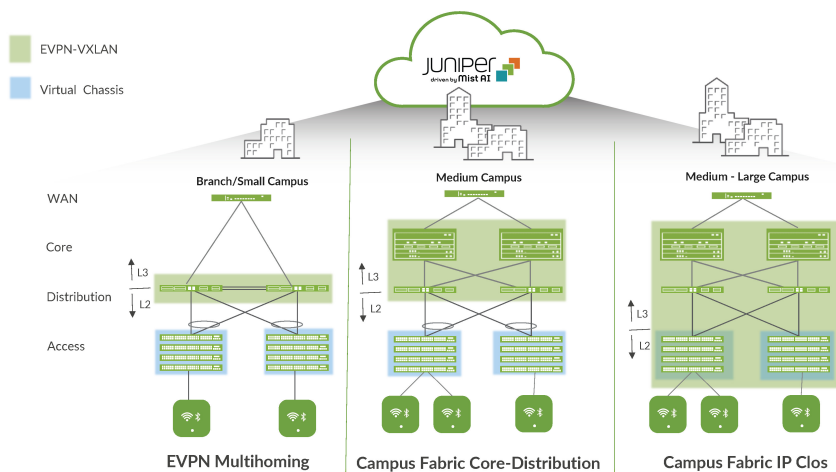 EVPN-VXLAN
Virtual Chassis
JUNIPER
driven by Mist AI
Branch/Small Campus
Medium Campus
Medium - Large Campus
WAN
Core
L3
L2
Distribution
Access
L3
L2
L3
L2
EVPN Multihoming
Campus Fabric Core-Distribution
Campus Fabric IP Clos